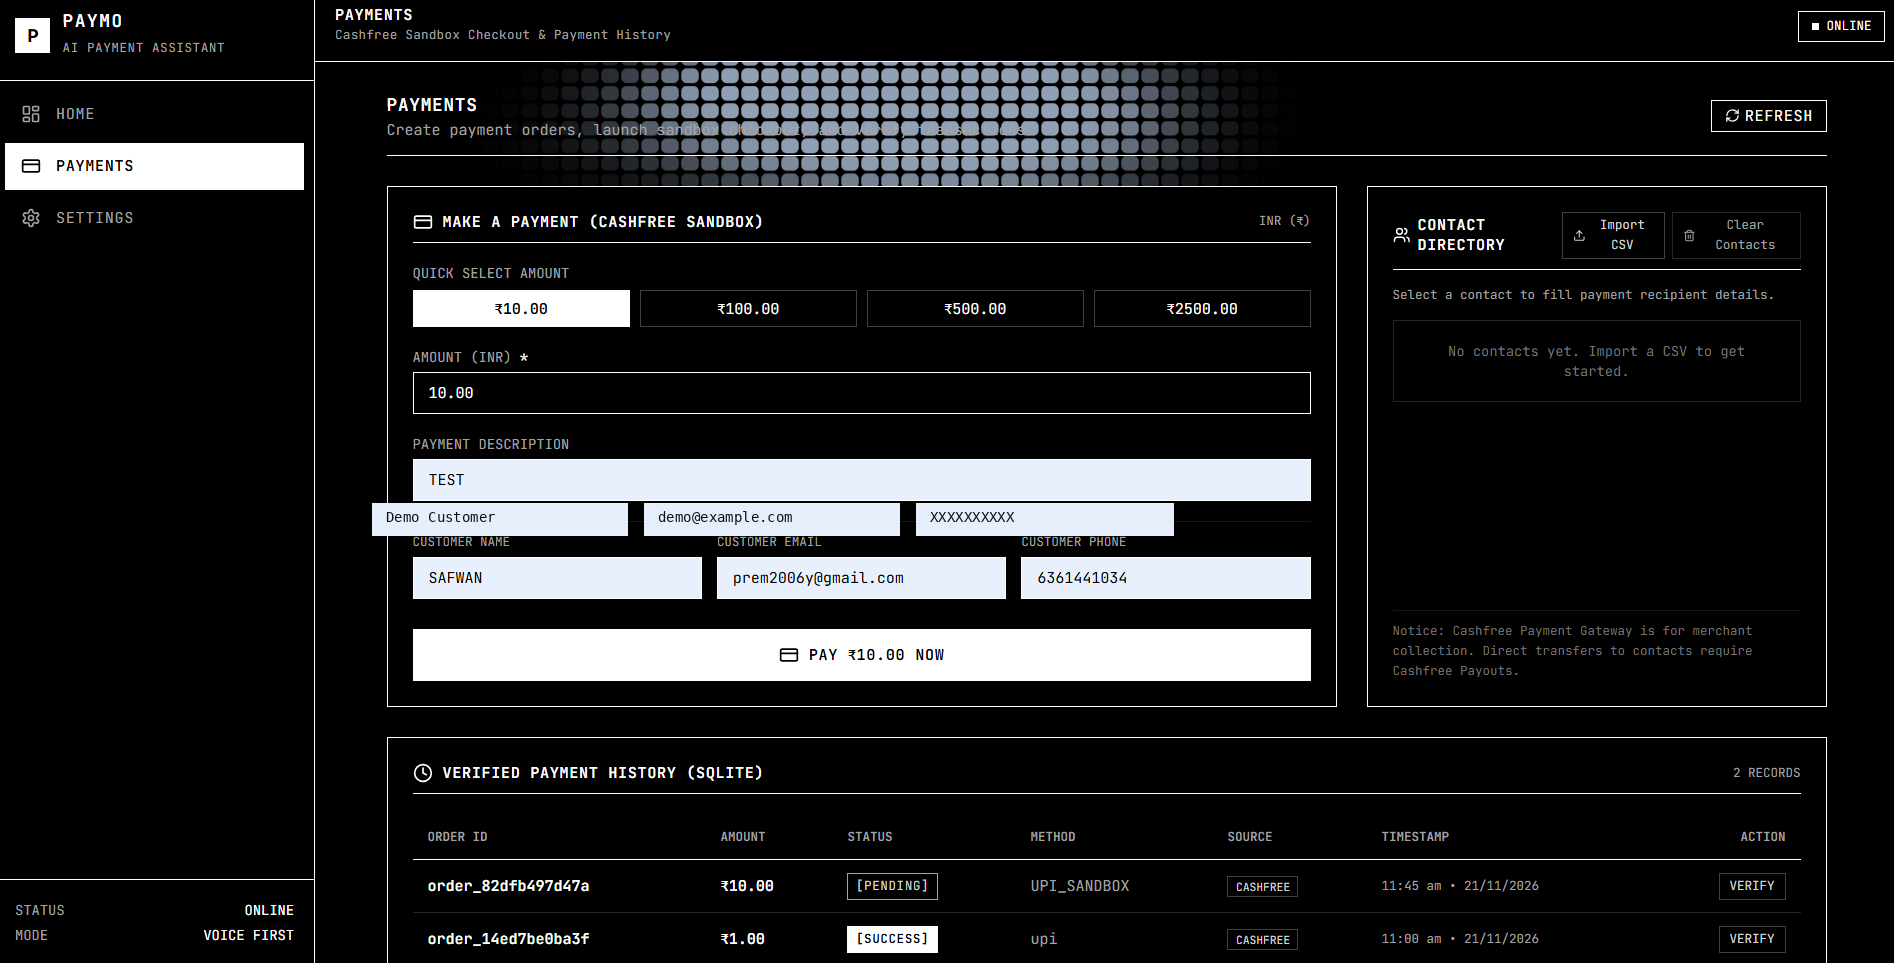 P
PAYMO
AI PAYMENT ASSISTANT
HOME
PAYMENTS
SETTINGS
STATUS ONLINE
MODE VOICE FIRST
PAYMENTS
Cashfree Sandbox Checkout & Payment History
ONLINE
PAYMENTS
Create payment orders, launch sandbox checkout, and verify transactions.
REFRESH
MAKE A PAYMENT (CASHFREE SANDBOX)
INR (₹)
QUICK SELECT AMOUNT
₹10.00 ₹100.00 ₹500.00 ₹2500.00
AMOUNT (INR) *
10.00
PAYMENT DESCRIPTION
TEST
Demo Customer demo@example.com XXXXXXXXXX
CUSTOMER NAME CUSTOMER EMAIL CUSTOMER PHONE
SAFWAN prem2006y@gmail.com 6361441034
PAY ₹10.00 NOW
CONTACT
DIRECTORY
Import
CSV
Clear
Contacts
Select a contact to fill payment recipient details.
No contacts yet. Import a CSV to get
started.
Notice: Cashfree Payment Gateway is for merchant
collection. Direct transfers to contacts require
Cashfree Payouts.
VERIFIED PAYMENT HISTORY (SQLITE)
2 RECORDS
ORDER ID AMOUNT STATUS METHOD SOURCE TIMESTAMP ACTION
order_82dfb497d47a ₹10.00 [PENDING] UPI_SANDBOX CASHFREE 11:45 am • 21/11/2026 VERIFY
order_14ed7be0ba3f ₹1.00 [SUCCESS] upi CASHFREE 11:00 am • 21/11/2026 VERIFY